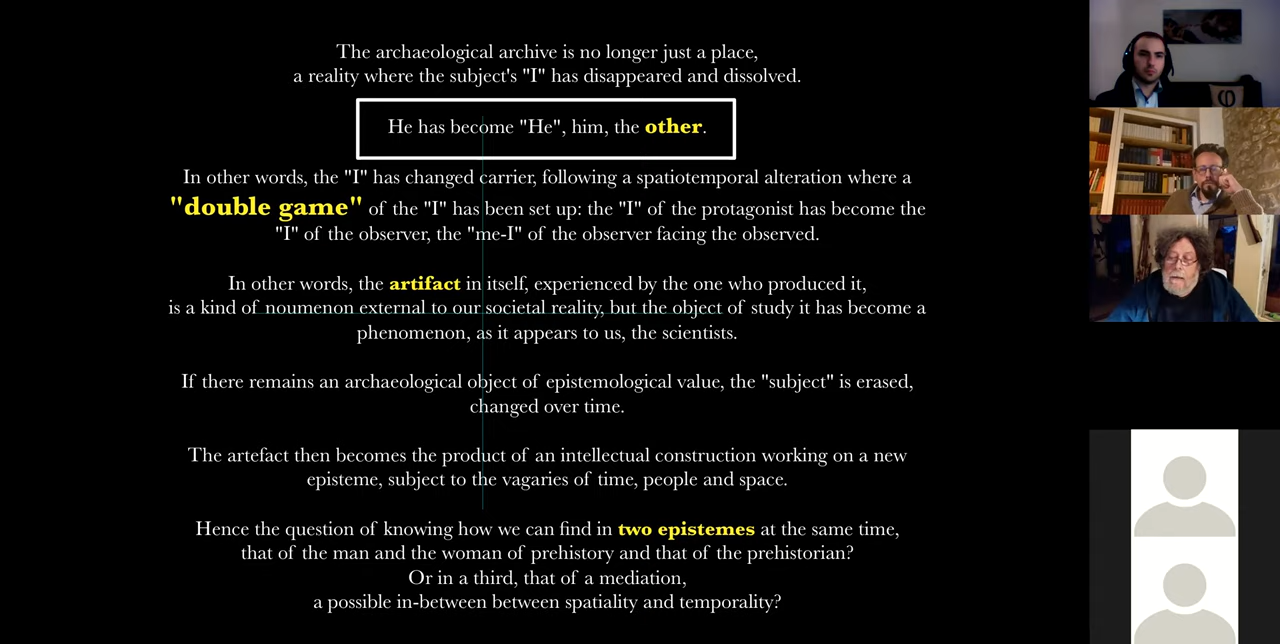 The archaeological archive is no longer just a place,
a reality where the subject's "I" has disappeared and dissolved.
He has become "He", him, the other.
In other words, the "I" has changed carrier, following a spatiotemporal alteration where a
"double game" of the "I" has been set up: the "I" of the protagonist has become the
"I" of the observer, the "me-I" of the observer facing the observed.
In other words, the artifact in itself, experienced by the one who produced it,
is a kind of noumenon external to our societal reality, but the object of study it has become a
phenomenon, as it appears to us, the scientists.
If there remains an archaeological object of epistemological value, the "subject" is erased,
changed over time.
The artefact then becomes the product of an intellectual construction working on a new
episteme, subject to the vagaries of time, people and space.
Hence the question of knowing how we can find in two epistemes at the same time,
that of the man and the woman of prehistory and that of the prehistorian?
Or in a third, that of a mediation,
a possible in-between between spatiality and temporality?
φ